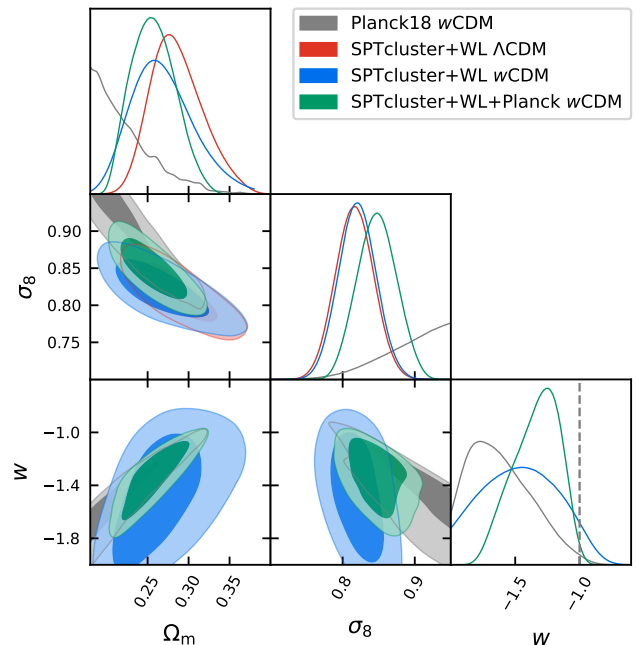 Planck18 wCDM
SPTcluster+WL ΛCDM
SPTcluster+WL wCDM
SPTcluster+WL+Planck wCDM
0.90
0.85
0.80
0.75
σ₈
−1.0
−1.4
−1.8
w
0.25 0.30 0.35
0.8 0.9
−1.5 −1.0
Ωₘ σ₈ w